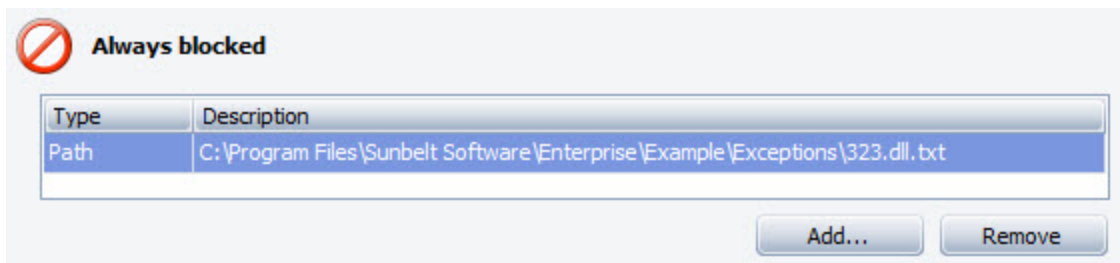 Always blocked
Type Description
Path C:\Program Files\Sunbelt Software\Enterprise\Example\Exceptions\323.dll.txt
Add... Remove